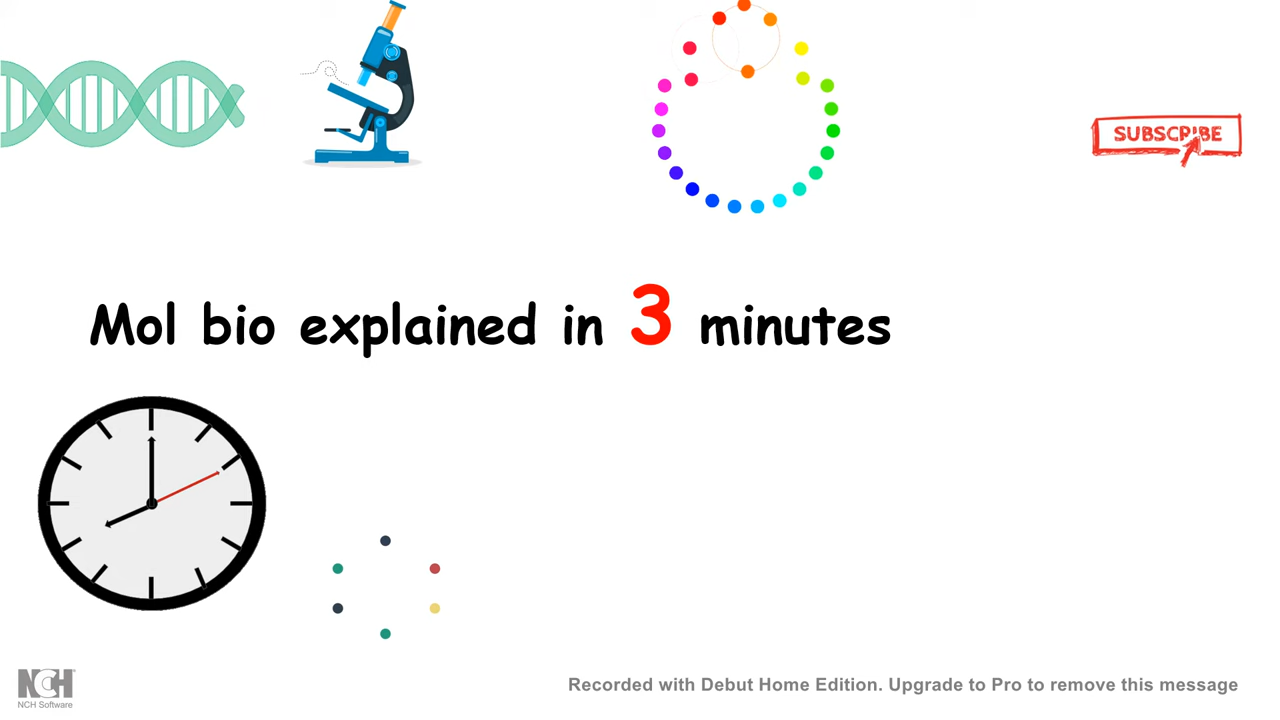 SUBSCRIBE
Mol bio explained in 3 minutes
NCH
NCH Software
Recorded with Debut Home Edition. Upgrade to Pro to remove this message